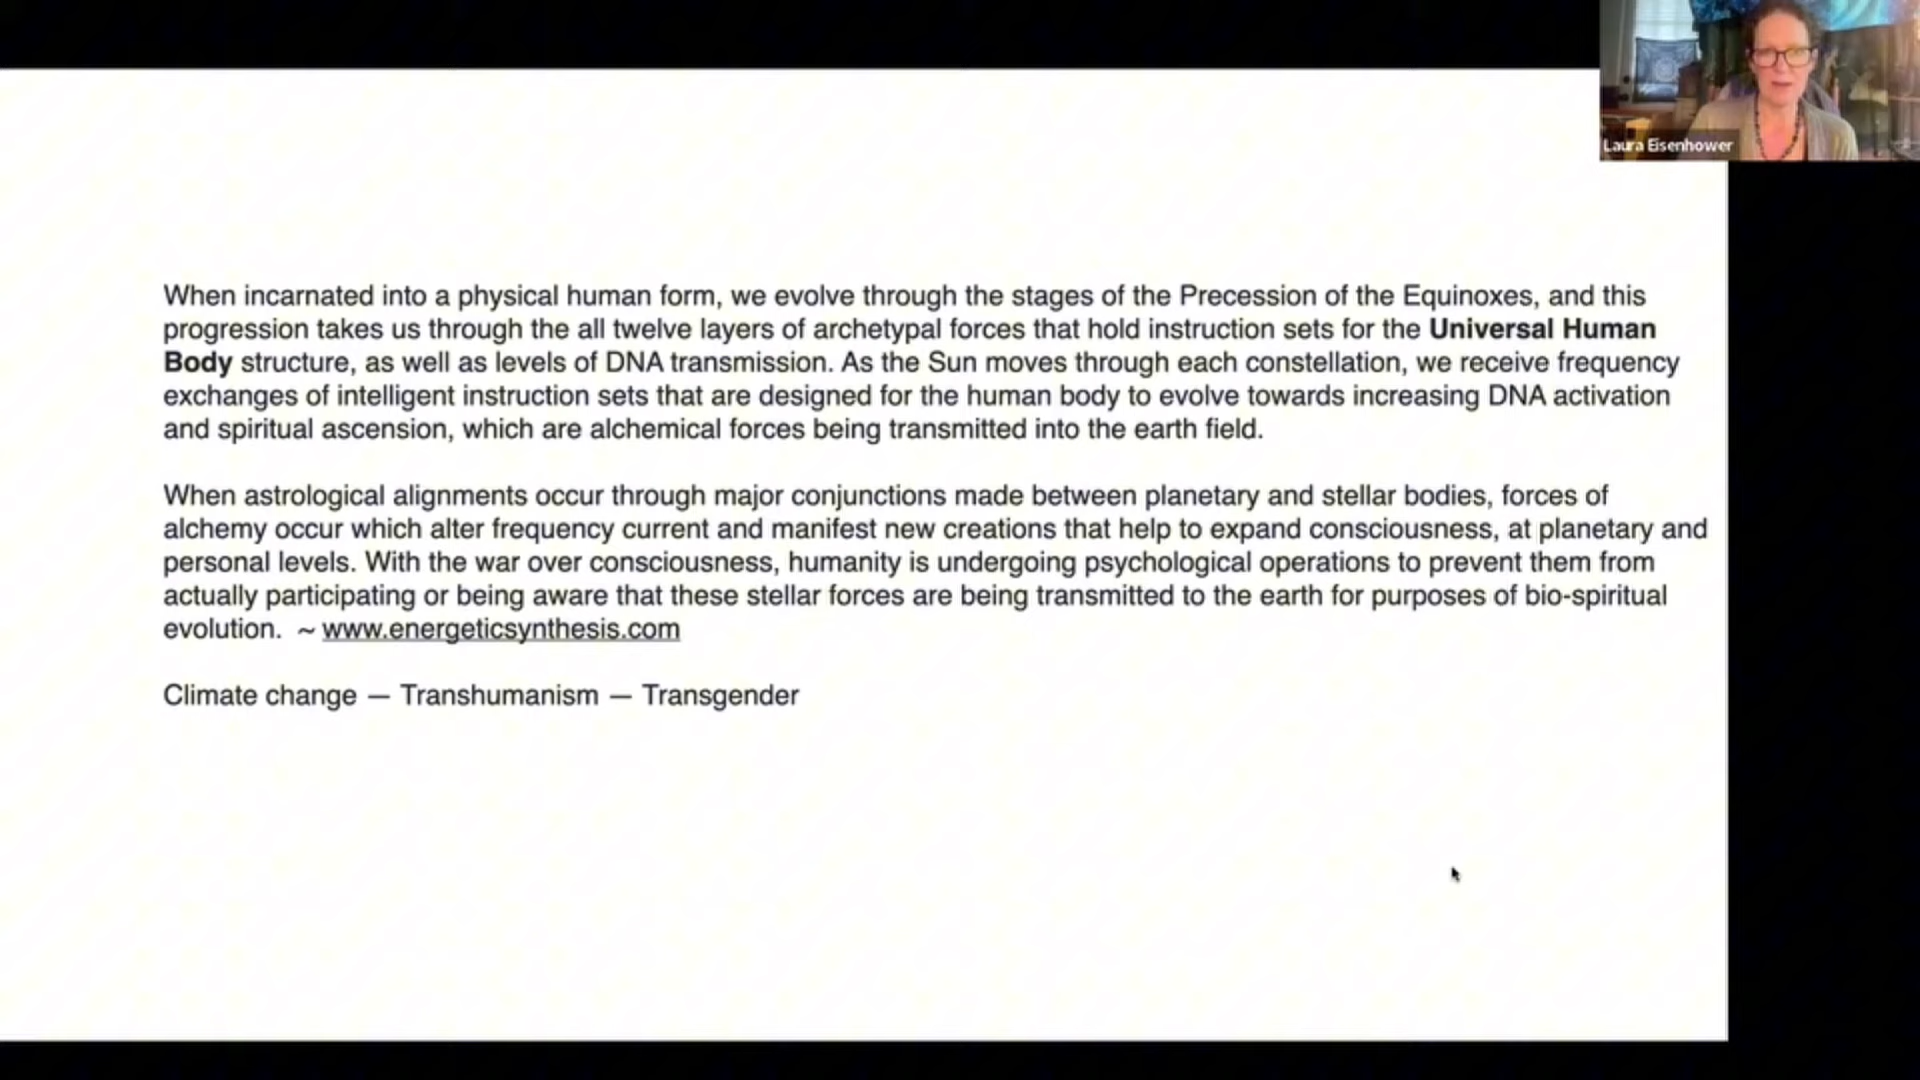 Laura Eisenhower
When incarnated into a physical human form, we evolve through the stages of the Precession of the Equinoxes, and this
progression takes us through the all twelve layers of archetypal forces that hold instruction sets for the Universal Human
Body structure, as well as levels of DNA transmission. As the Sun moves through each constellation, we receive frequency
exchanges of intelligent instruction sets that are designed for the human body to evolve towards increasing DNA activation
and spiritual ascension, which are alchemical forces being transmitted into the earth field.
When astrological alignments occur through major conjunctions made between planetary and stellar bodies, forces of
alchemy occur which alter frequency current and manifest new creations that help to expand consciousness, at planetary and
personal levels. With the war over consciousness, humanity is undergoing psychological operations to prevent them from
actually participating or being aware that these stellar forces are being transmitted to the earth for purposes of bio-spiritual
evolution. ~ www.energeticsynthesis.com
Climate change — Transhumanism — Transgender